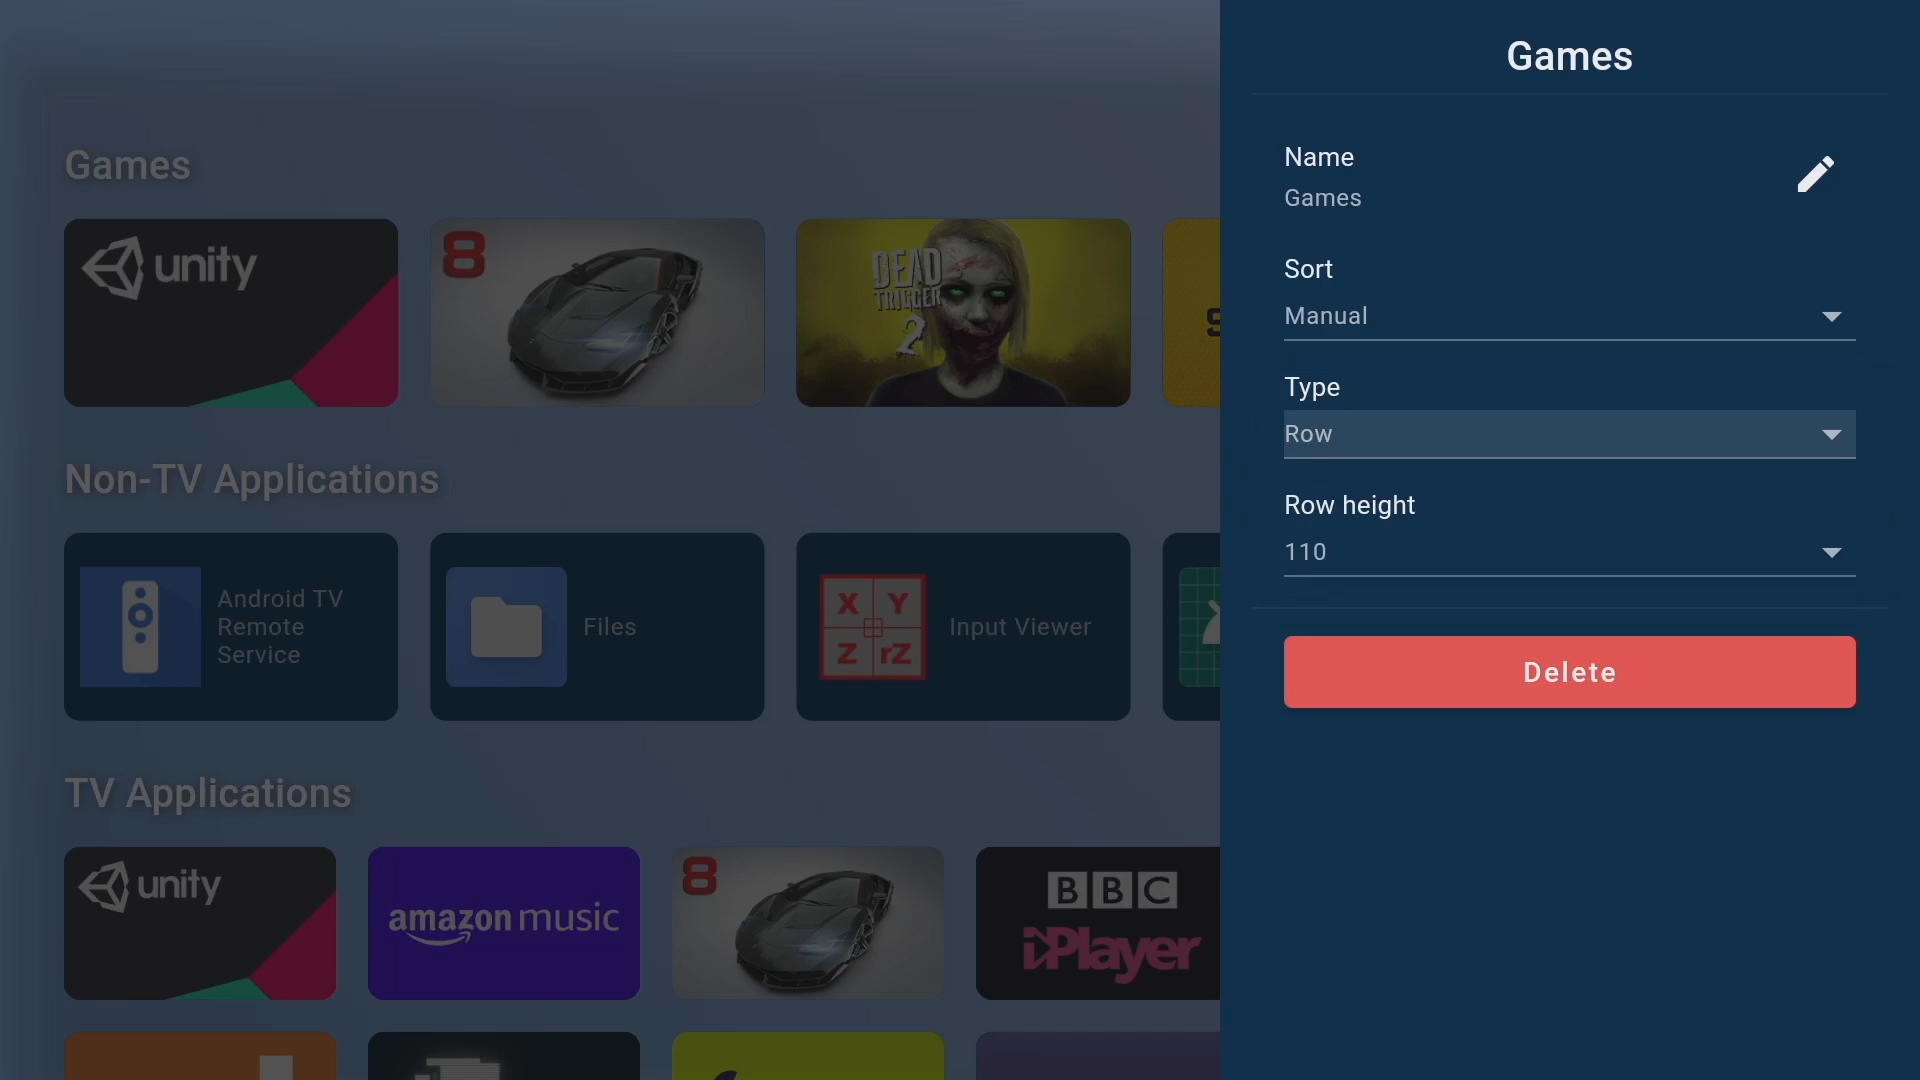 Games
unity
8
DEAD
TRIGGER
2
Non-TV Applications
Android TV
Remote
Service
Files
X Y
Z rZ
Input Viewer
TV Applications
unity
amazon music
8
BBC
iPlayer
Games
Name
Games
Sort
Manual
Type
Row
Row height
110
Delete